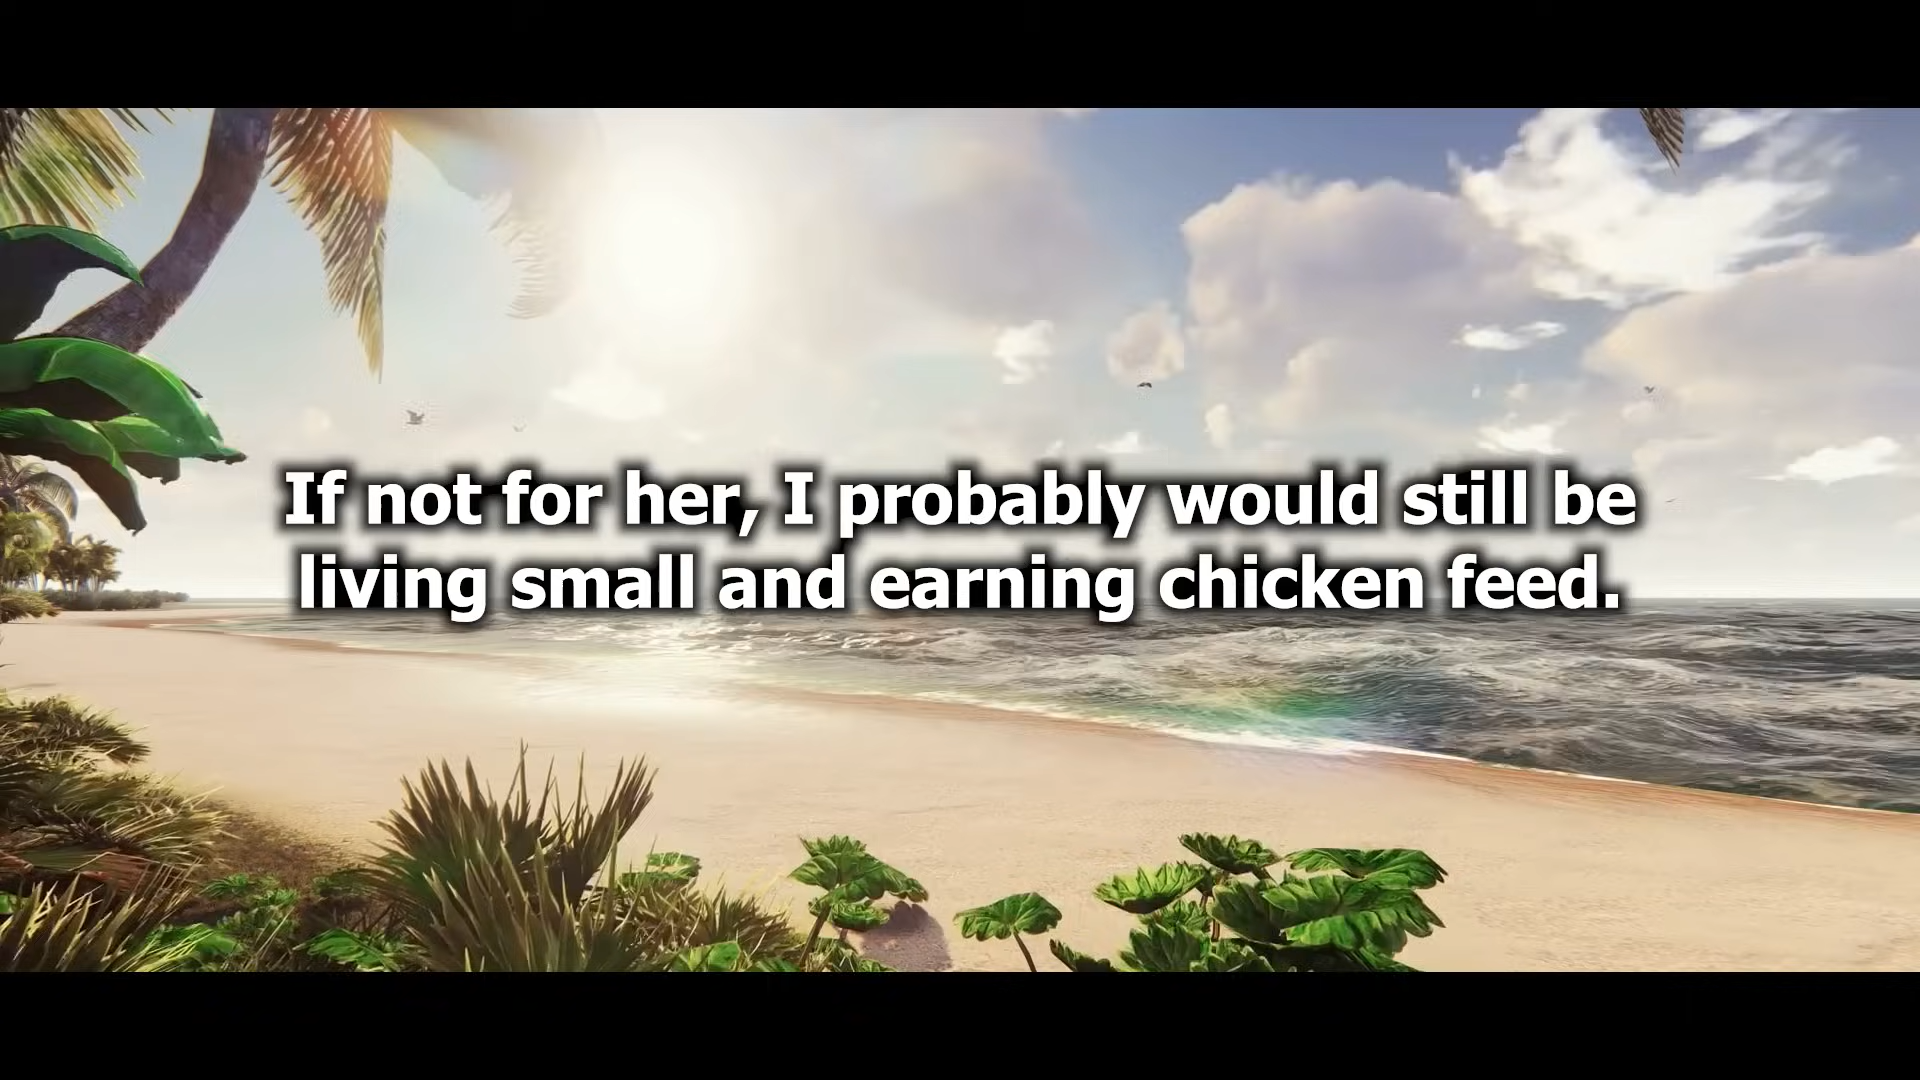 If not for her, I probably would still be
living small and earning chicken feed.